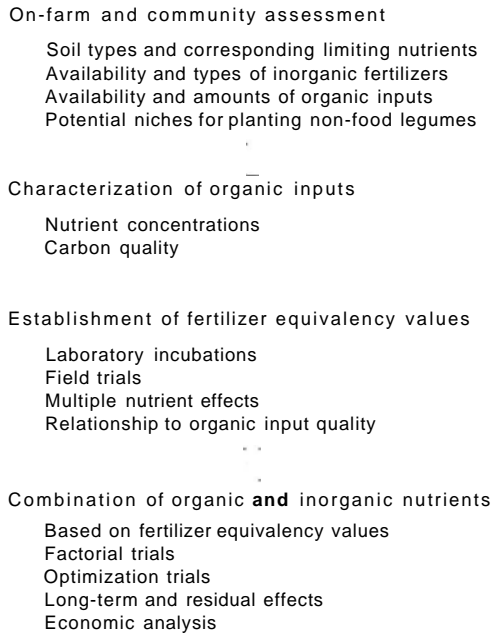 On-farm and community assessment
Soil types and corresponding limiting nutrients
Availability and types of inorganic fertilizers
Availability and amounts of organic inputs
Potential niches for planting non-food legumes
Characterization of organic inputs
Nutrient concentrations
Carbon quality
Establishment of fertilizer equivalency values
Laboratory incubations
Field trials
Multiple nutrient effects
Relationship to organic input quality
Combination of organic and inorganic nutrients
Based on fertilizer equivalency values
Factorial trials
Optimization trials
Long-term and residual effects
Economic analysis